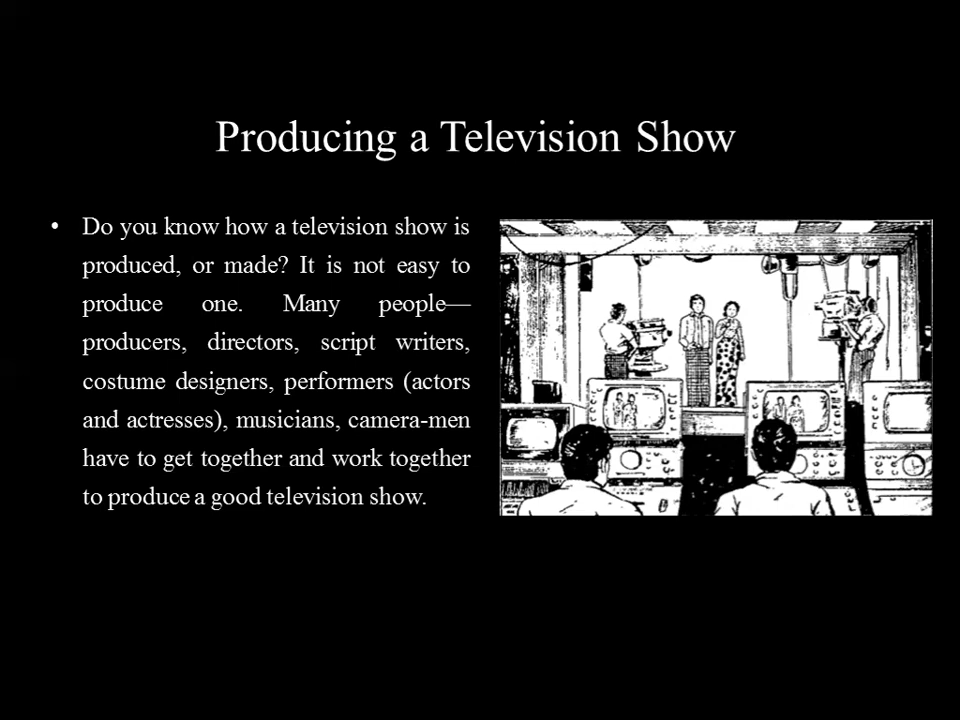 Producing a Television Show
• Do you know how a television show is
produced, or made? It is not easy to
produce one. Many people—
producers, directors, script writers,
costume designers, performers (actors
and actresses), musicians, camera-men
have to get together and work together
to produce a good television show.